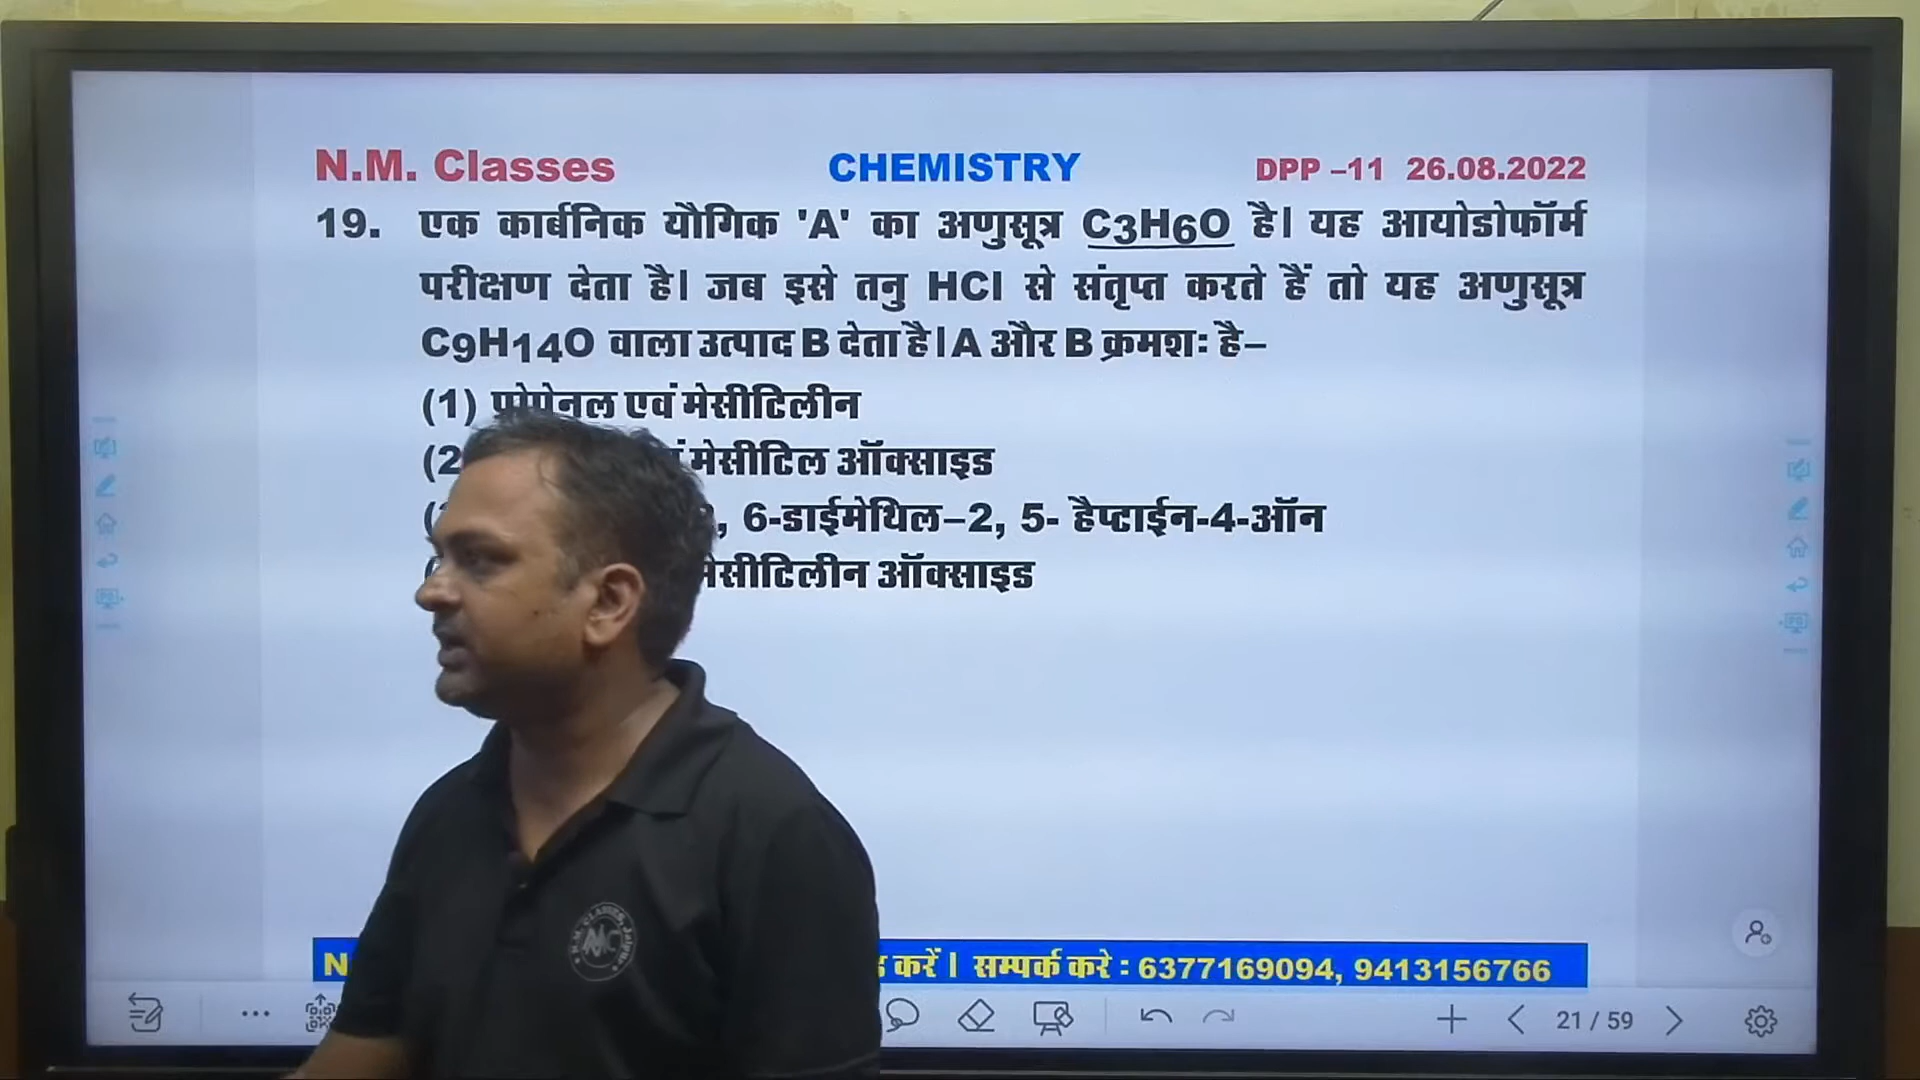 N.M. Classes CHEMISTRY DPP –11 26.08.2022
19. एक कार्बनिक यौगिक 'A' का अणुसूत्र C3H6O है। यह आयोडोफॉर्म
परीक्षण देता है। जब इसे तनु HCl से संतृप्त करते हैं तो यह अणुसूत्र
C9H14O वाला उत्पाद B देता है। A और B क्रमशः है–
(1) प्रोपेनल एवं मेसीटिलीन
(2 मेसीटिल ऑक्साइड
6-डाईमेथिल–2, 5- हैप्टाईन-4-ऑन
मेसीटिलीन ऑक्साइड
N करें। सम्पर्क करे : 6377169094, 9413156766
21 / 59